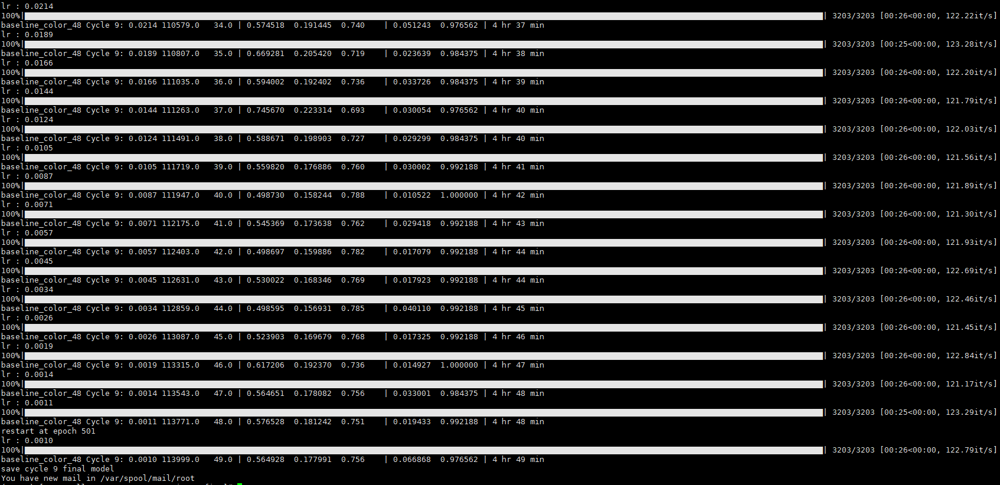 lr : 0.0214
100%| | 3203/3203 [00:26<00:00, 122.22it/s]
baseline_color_48 Cycle 9: 0.0214 110579.0   34.0 | 0.574518  0.191445  0.740    | 0.051243  0.976562 | 4 hr 37 min
lr : 0.0189
100%| | 3203/3203 [00:25<00:00, 123.28it/s]
baseline_color_48 Cycle 9: 0.0189 110807.0   35.0 | 0.669281  0.205420  0.719    | 0.023639  0.984375 | 4 hr 38 min
lr : 0.0166
100%| | 3203/3203 [00:26<00:00, 122.20it/s]
baseline_color_48 Cycle 9: 0.0166 111035.0   36.0 | 0.594002  0.192402  0.736    | 0.033726  0.984375 | 4 hr 39 min
lr : 0.0144
100%| | 3203/3203 [00:26<00:00, 121.79it/s]
baseline_color_48 Cycle 9: 0.0144 111263.0   37.0 | 0.745670  0.223314  0.693    | 0.030054  0.976562 | 4 hr 40 min
lr : 0.0124
100%| | 3203/3203 [00:26<00:00, 122.03it/s]
baseline_color_48 Cycle 9: 0.0124 111491.0   38.0 | 0.588671  0.198903  0.727    | 0.029299  0.984375 | 4 hr 40 min
lr : 0.0105
100%| | 3203/3203 [00:26<00:00, 121.56it/s]
baseline_color_48 Cycle 9: 0.0105 111719.0   39.0 | 0.559820  0.176886  0.760    | 0.030002  0.992188 | 4 hr 41 min
lr : 0.0087
100%| | 3203/3203 [00:26<00:00, 121.89it/s]
baseline_color_48 Cycle 9: 0.0087 111947.0   40.0 | 0.498730  0.158244  0.788    | 0.010522  1.000000 | 4 hr 42 min
lr : 0.0071
100%| | 3203/3203 [00:26<00:00, 121.30it/s]
baseline_color_48 Cycle 9: 0.0071 112175.0   41.0 | 0.545369  0.173638  0.762    | 0.029418  0.992188 | 4 hr 43 min
lr : 0.0057
100%| | 3203/3203 [00:26<00:00, 121.93it/s]
baseline_color_48 Cycle 9: 0.0057 112403.0   42.0 | 0.498697  0.159886  0.782    | 0.017079  0.992188 | 4 hr 44 min
lr : 0.0045
100%| | 3203/3203 [00:26<00:00, 122.69it/s]
baseline_color_48 Cycle 9: 0.0045 112631.0   43.0 | 0.530022  0.168346  0.769    | 0.017923  0.992188 | 4 hr 44 min
lr : 0.0034
100%| | 3203/3203 [00:26<00:00, 122.46it/s]
baseline_color_48 Cycle 9: 0.0034 112859.0   44.0 | 0.498595  0.156931  0.785    | 0.040110  0.992188 | 4 hr 45 min
lr : 0.0026
100%| | 3203/3203 [00:26<00:00, 121.45it/s]
baseline_color_48 Cycle 9: 0.0026 113087.0   45.0 | 0.523903  0.169679  0.768    | 0.017325  0.992188 | 4 hr 46 min
lr : 0.0019
100%| | 3203/3203 [00:26<00:00, 122.84it/s]
baseline_color_48 Cycle 9: 0.0019 113315.0   46.0 | 0.617206  0.192370  0.736    | 0.014927  1.000000 | 4 hr 47 min
lr : 0.0014
100%| | 3203/3203 [00:26<00:00, 121.17it/s]
baseline_color_48 Cycle 9: 0.0014 113543.0   47.0 | 0.564651  0.178082  0.756    | 0.033001  0.984375 | 4 hr 48 min
lr : 0.0011
100%| | 3203/3203 [00:25<00:00, 123.29it/s]
baseline_color_48 Cycle 9: 0.0011 113771.0   48.0 | 0.576528  0.181242  0.751    | 0.019433  0.992188 | 4 hr 48 min
restart at epoch 501
lr : 0.0010
100%| | 3203/3203 [00:26<00:00, 122.79it/s]
baseline_color_48 Cycle 9: 0.0010 113999.0   49.0 | 0.564928  0.177991  0.756    | 0.066868  0.976562 | 4 hr 49 min
save cycle 9 final model
You have new mail in /var/spool/mail/root